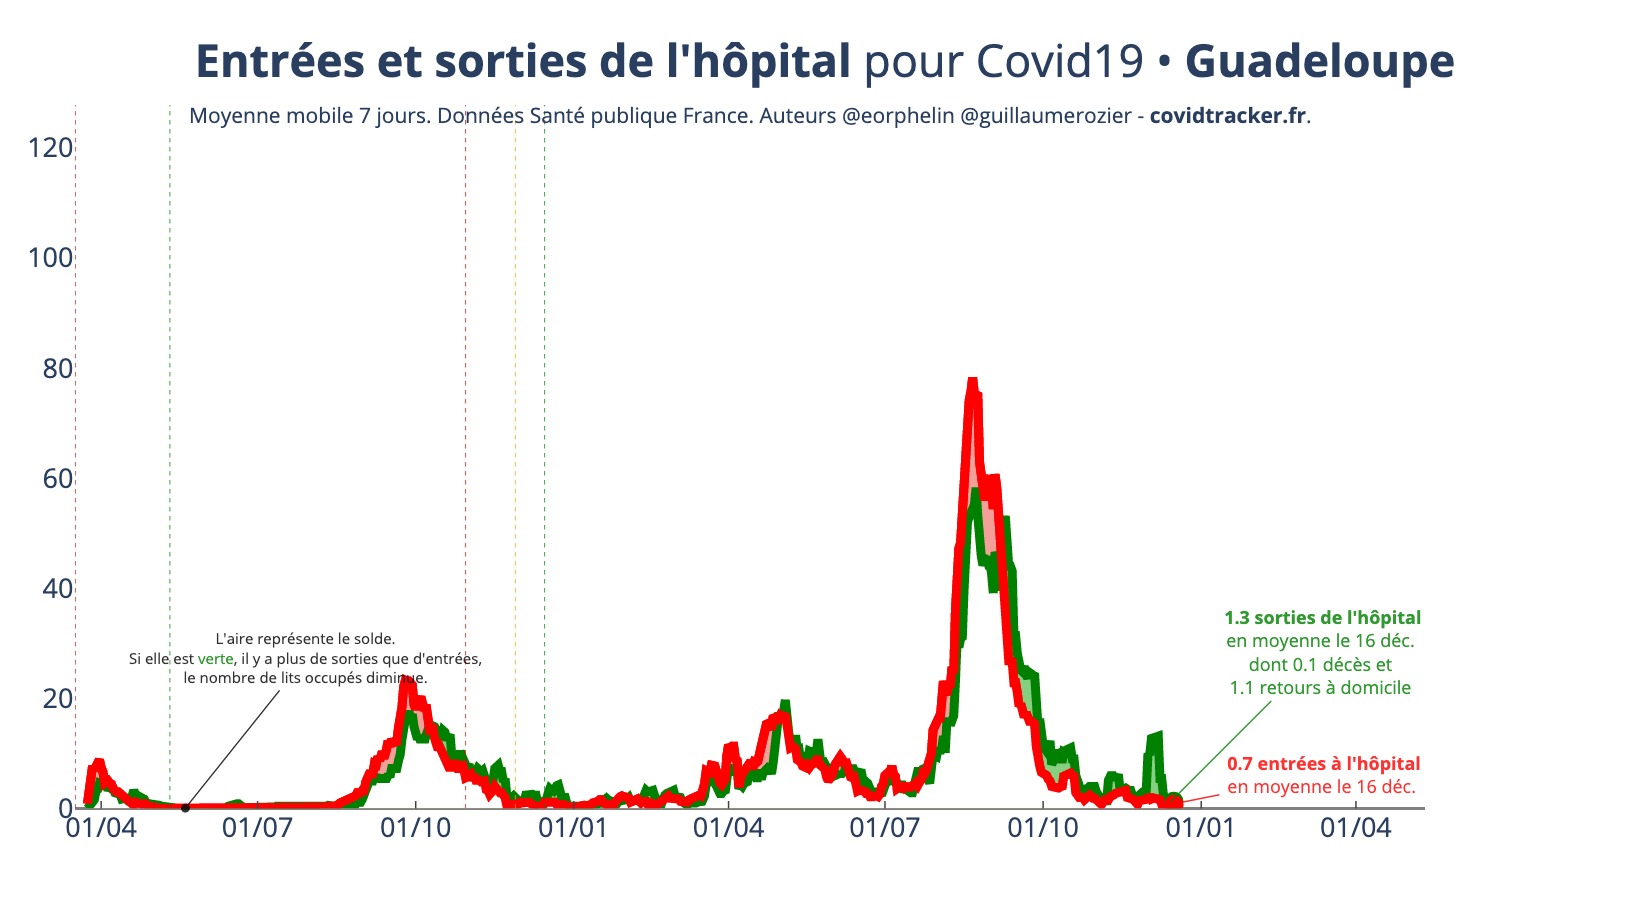 Entrées et sorties de l'hôpital pour Covid19 • Guadeloupe
Moyenne mobile 7 jours. Données Santé publique France. Auteurs @eorphelin @guillaumerozier - covidtracker.fr.
120
100
80
60
40
20
0
L'aire représente le solde.
Si elle est verte, il y a plus de sorties que d'entrées,
le nombre de lits occupés diminue.
1.3 sorties de l'hôpital
en moyenne le 16 déc.
dont 0.1 décès et
1.1 retours à domicile
0.7 entrées à l'hôpital
en moyenne le 16 déc.
01/04 01/07 01/10 01/01 01/04 01/07 01/10 01/01 01/04